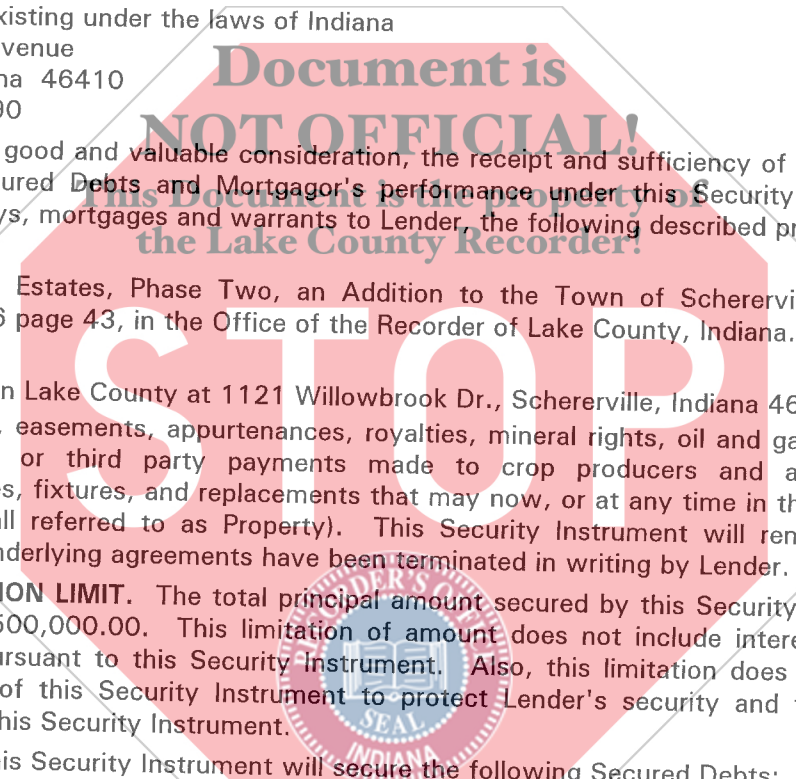 xisting under the laws of Indiana
venue
na 46410
90
Document is
NOT OFFICIAL!
This Document is the property of
the Lake County Recorder!
good and valuable consideration, the receipt and sufficiency of
ured Debts and Mortgagor's performance under this Security
ys, mortgages and warrants to Lender, the following described pr
Estates, Phase Two, an Addition to the Town of Scherervi
6 page 43, in the Office of the Recorder of Lake County, Indiana.
STOP
n Lake County at 1121 Willowbrook Dr., Schererville, Indiana 46
, easements, appurtenances, royalties, mineral rights, oil and ga
or third party payments made to crop producers and a
es, fixtures, and replacements that may now, or at any time in th
all referred to as Property). This Security Instrument will rem
nderlying agreements have been terminated in writing by Lender.
ION LIMIT. The total principal amount secured by this Security
500,000.00. This limitation of amount does not include intere
ursuant to this Security Instrument. Also, this limitation does
of this Security Instrument to protect Lender's security and
this Security Instrument.
SEAL
INDIANA
is Security Instrument will secure the following Secured Debts: